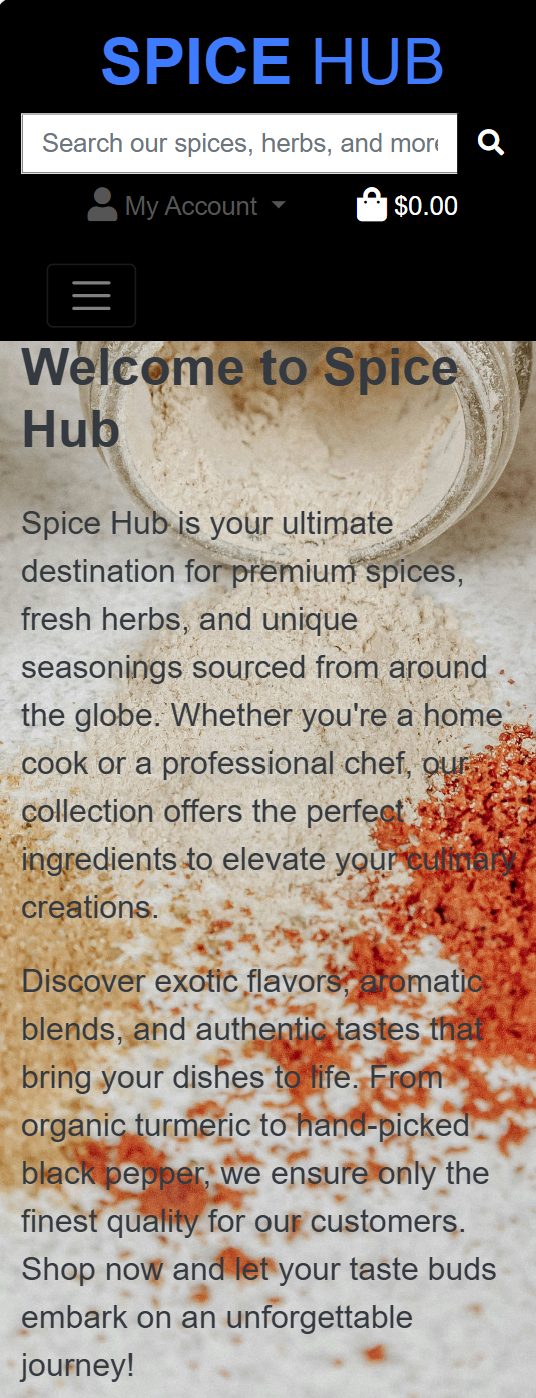 SPICE HUB
Search our spices, herbs, and more
My Account
$0.00
Welcome to Spice
Hub
Spice Hub is your ultimate
destination for premium spices,
fresh herbs, and unique
seasonings sourced from around
the globe. Whether you're a home
cook or a professional chef, our
collection offers the perfect
ingredients to elevate your culinary
creations.
Discover exotic flavors, aromatic
blends, and authentic tastes that
bring your dishes to life. From
organic turmeric to hand-picked
black pepper, we ensure only the
finest quality for our customers.
Shop now and let your taste buds
embark on an unforgettable
journey!